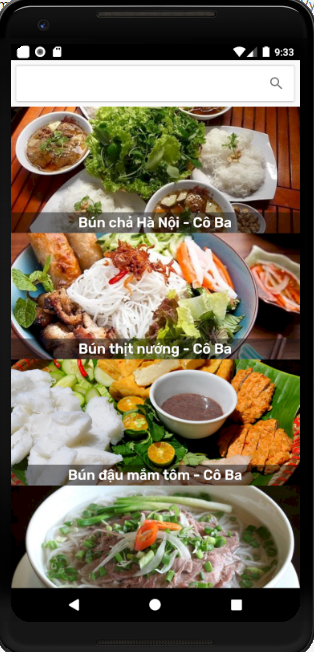 9:33
Bún chả Hà Nội - Cô Ba
Bún thịt nướng - Cô Ba
Bún đậu mắm tôm - Cô Ba